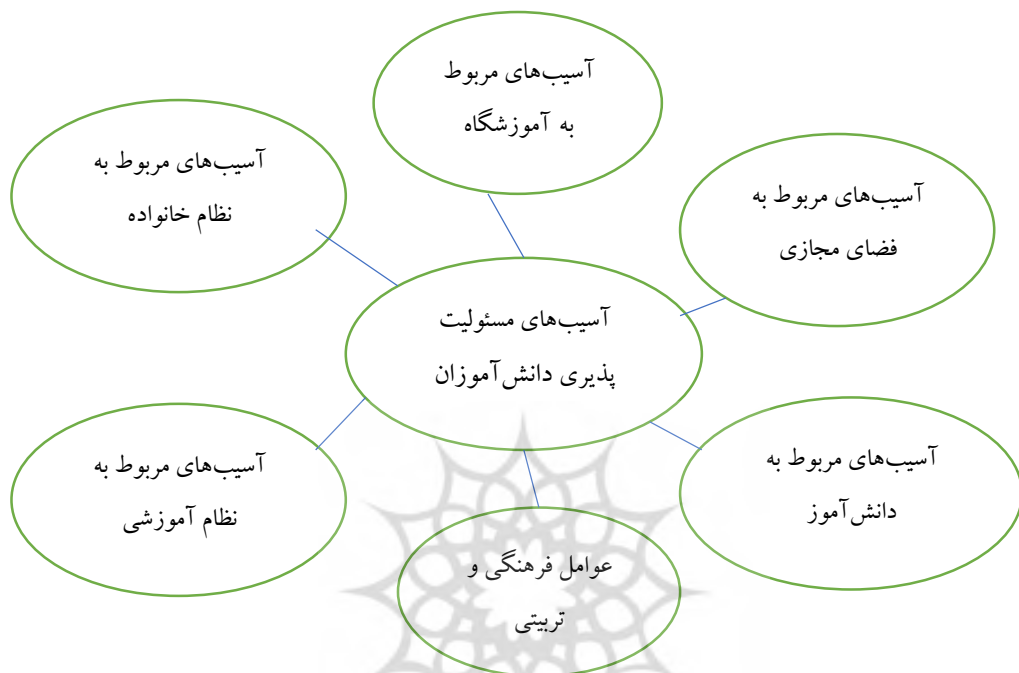 آسیب‌های مربوط
به آموزشگاه
آسیب‌های مربوط به
نظام خانواده
آسیب‌های مربوط به
فضای مجازی
آسیب‌های مسئولیت
پذیری دانش‌آموزان
آسیب‌های مربوط به
دانش‌آموز
آسیب‌های مربوط به
نظام آموزشی
عوامل فرهنگی و
تربیتی